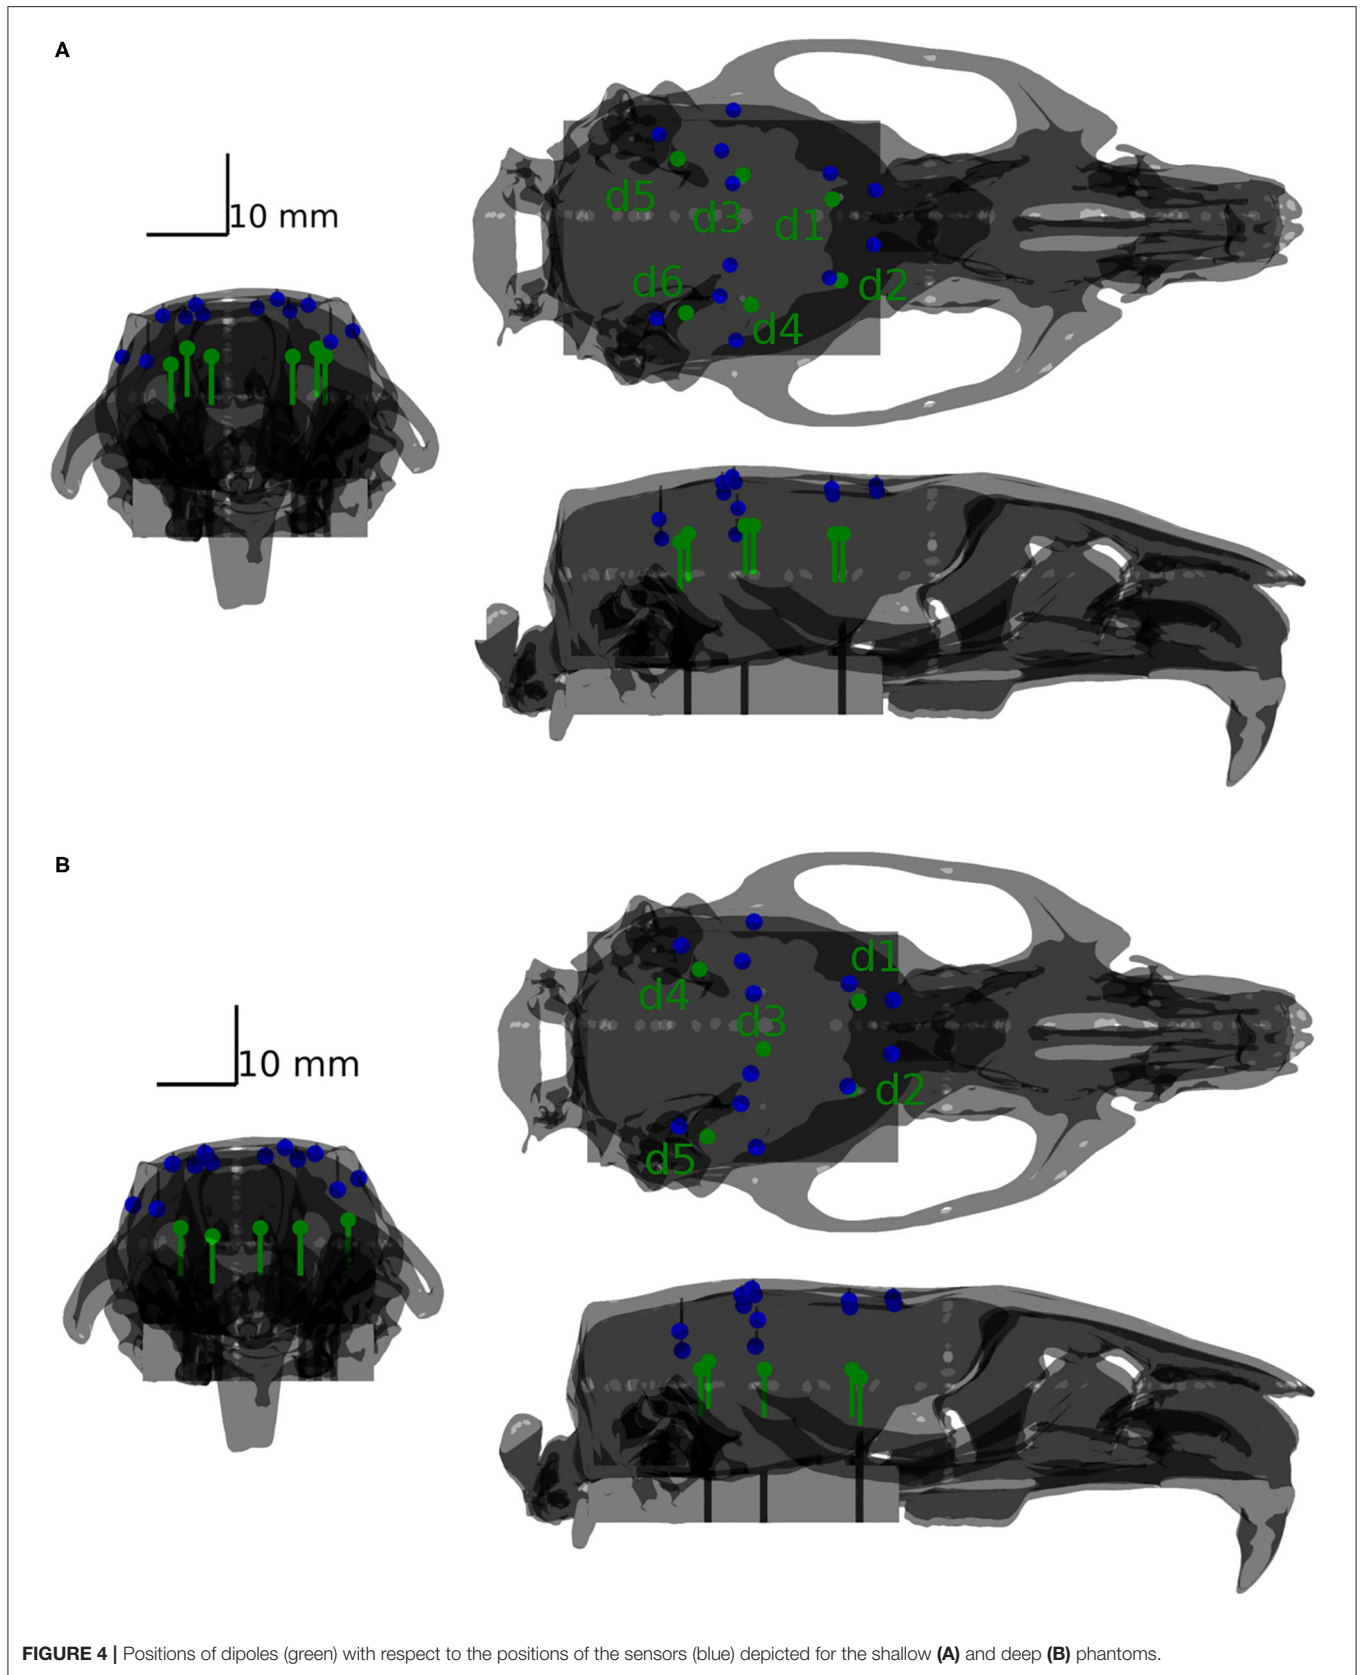 A
10 mm
d5
d3
d1
d6
d2
d4
B
d1
d4
d3
10 mm
d2
d5
FIGURE 4 | Positions of dipoles (green) with respect to the positions of the sensors (blue) depicted for the shallow (A) and deep (B) phantoms.